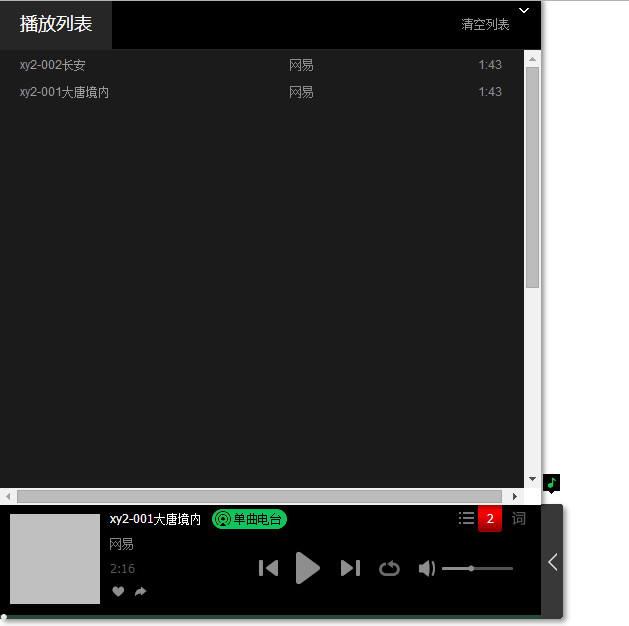 播放列表
清空列表
xy2-002长安 网易 1:43
xy2-001大唐境内 网易 1:43
xy2-001大唐境内 单曲电台 2 词
网易
2:16